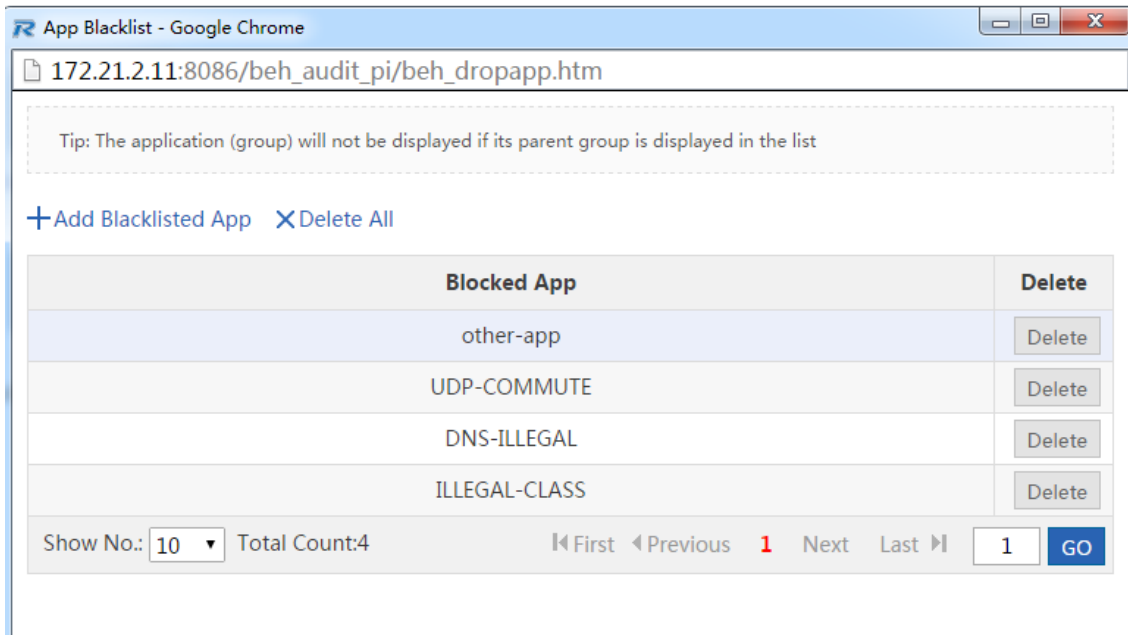 App Blacklist - Google Chrome
172.21.2.11:8086/beh_audit_pi/beh_dropapp.htm
Tip: The application (group) will not be displayed if its parent group is displayed in the list
Add Blacklisted App Delete All
Blocked App Delete
other-app Delete
UDP-COMMUTE Delete
DNS-ILLEGAL Delete
ILLEGAL-CLASS Delete
Show No.: 10 Total Count:4 First Previous 1 Next Last 1 GO